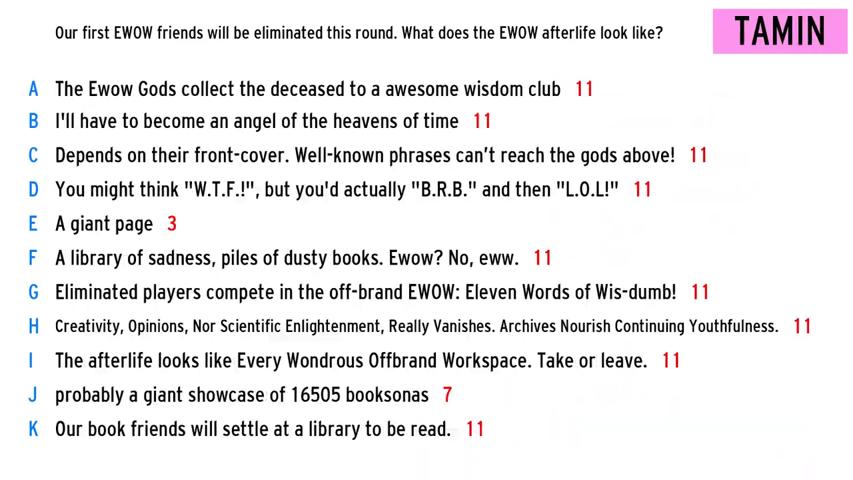 Our first EWOW friends will be eliminated this round. What does the EWOW afterlife look like?
TAMIN
A The Ewow Gods collect the deceased to a awesome wisdom club 11
B I'll have to become an angel of the heavens of time 11
C Depends on their front-cover. Well-known phrases can't reach the gods above! 11
D You might think "W.T.F.!", but you'd actually "B.R.B." and then "L.O.L!" 11
E A giant page 3
F A library of sadness, piles of dusty books. Ewow? No, eww. 11
G Eliminated players compete in the off-brand EWOW: Eleven Words of Wis-dumb! 11
H Creativity, Opinions, Nor Scientific Enlightenment, Really Vanishes. Archives Nourish Continuing Youthfulness. 11
I The afterlife looks like Every Wondrous Offbrand Workspace. Take or leave. 11
J probably a giant showcase of 16505 booksonas 7
K Our book friends will settle at a library to be read. 11